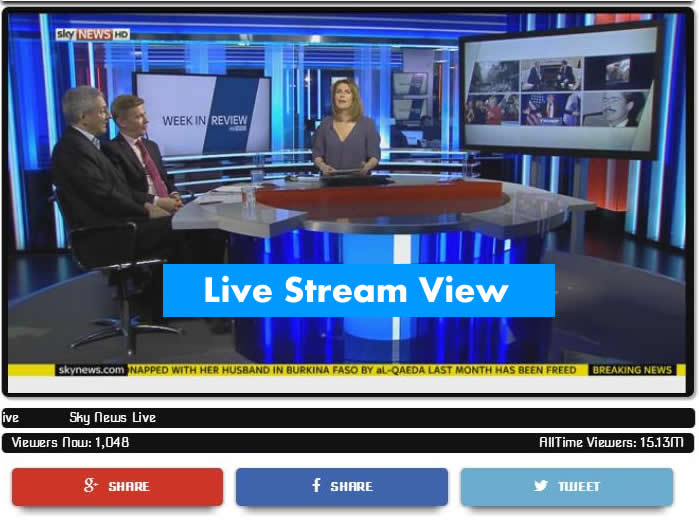 sky NEWS HD
WEEK IN REVIEW
Live Stream View
skynews.com NAPPED WITH HER HUSBAND IN BURKINA FASO BY aL-QAEDA LAST MONTH HAS BEEN FREED BREAKING NEWS
ive Sky News Live
Viewers Now: 1,048 AllTime Viewers: 15.13M
SHARE SHARE TWEET